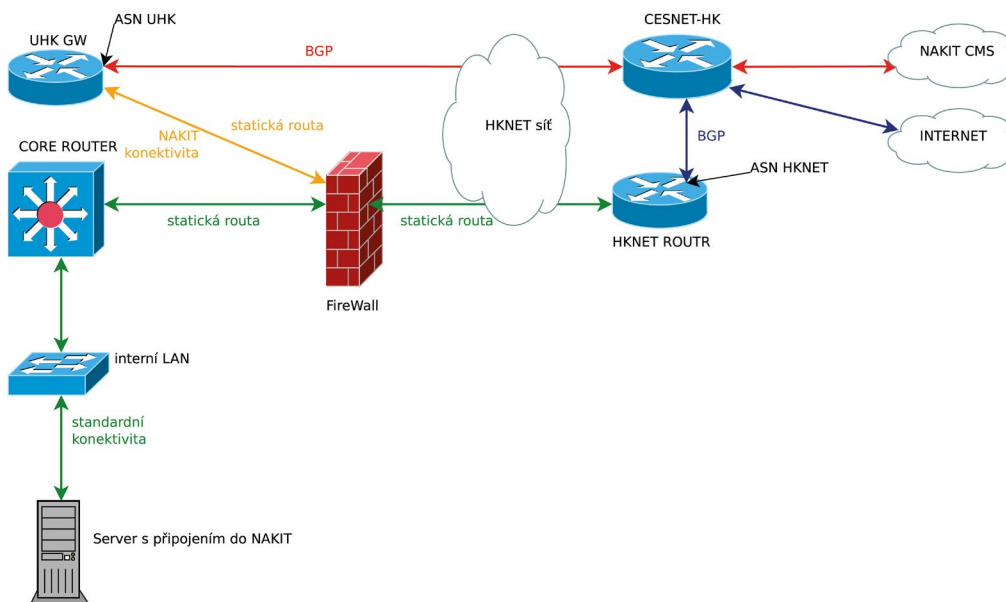 ASN UHK
UHK GW
BGP
CESNET-HK
NAKIT CMS
statická routa
NAKIT
konektivita
HKNET síť
INTERNET
BGP
CORE ROUTER
ASN HKNET
statická routa
statická routa
HKNET ROUTR
FireWall
interní LAN
standardní
konektivita
Server s připojením do NAKIT